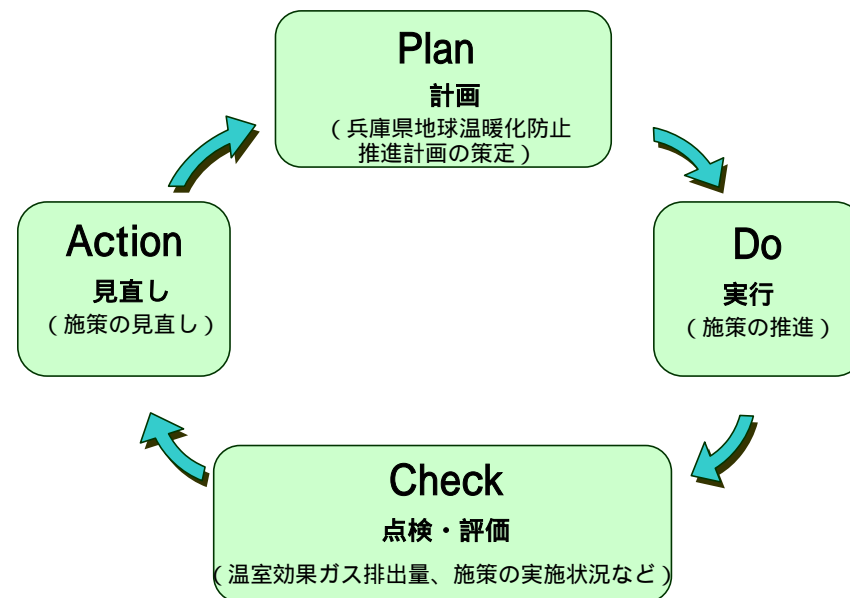 Plan
計画
（兵庫県地球温暖化防止
推進計画の策定）
Action
見直し
（施策の見直し）
Do
実行
（施策の推進）
Check
点検・評価
（温室効果ガス排出量、施策の実施状況など）